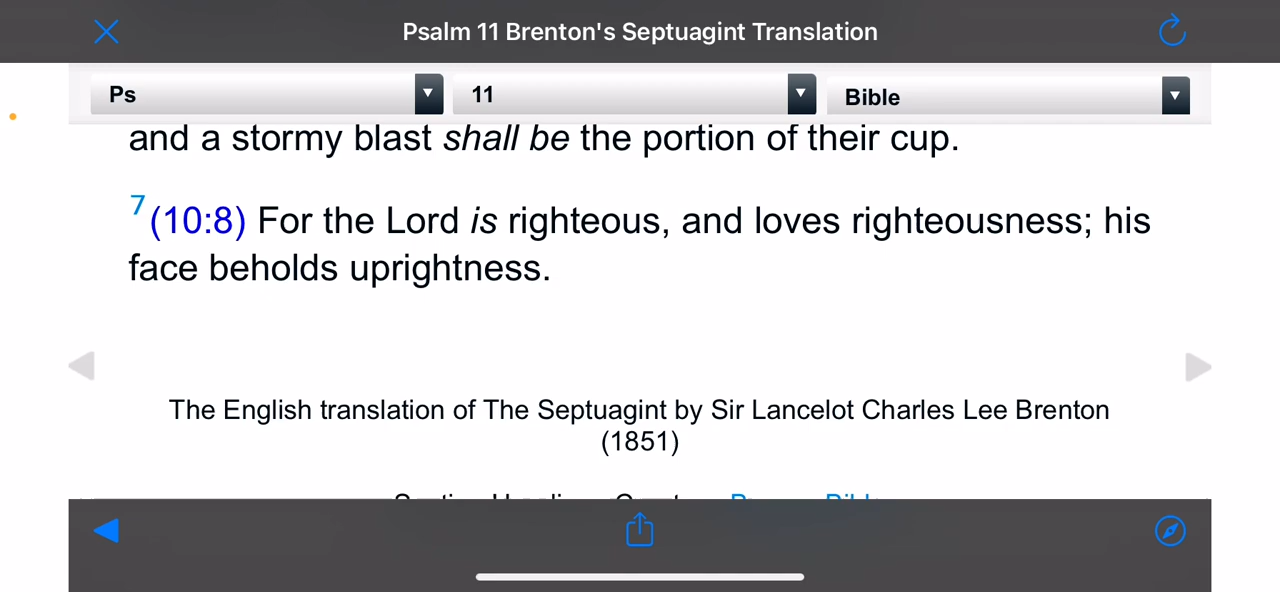 Psalm 11 Brenton's Septuagint Translation
Ps
11
Bible
and a stormy blast shall be the portion of their cup.
7 (10:8) For the Lord is righteous, and loves righteousness; his
face beholds uprightness.
The English translation of The Septuagint by Sir Lancelot Charles Lee Brenton
(1851)